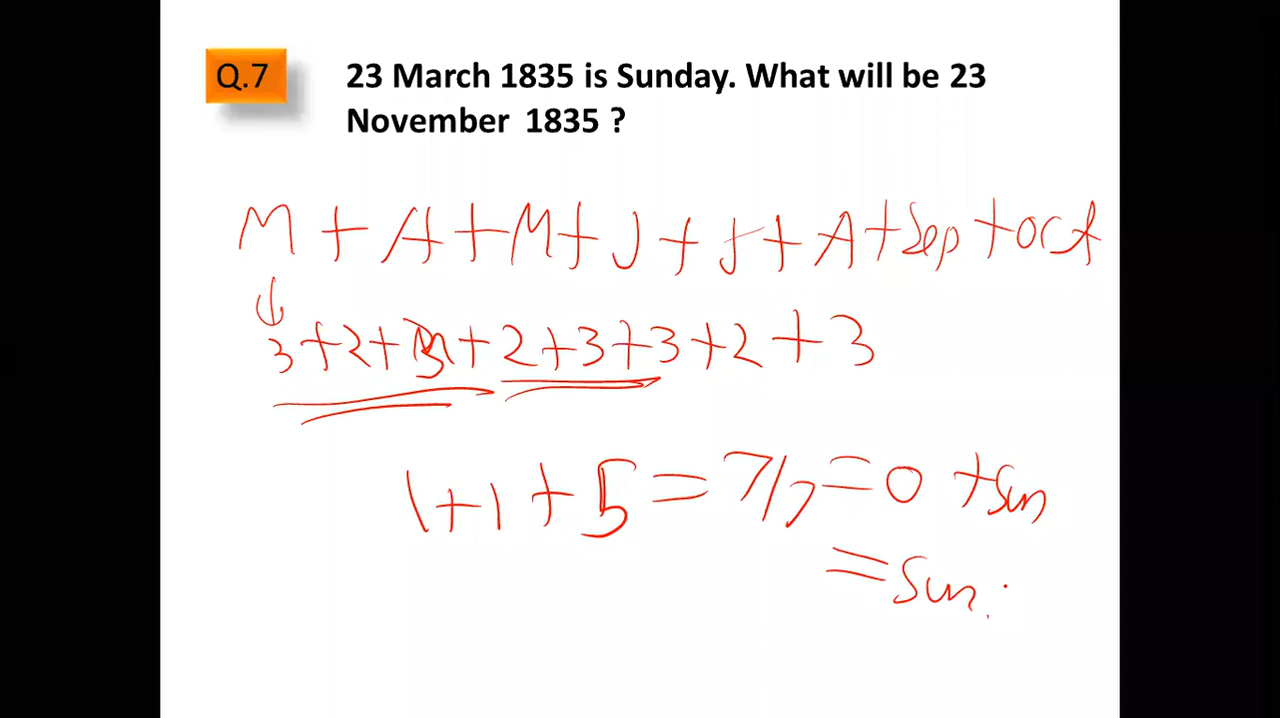 Q.7 23 March 1835 is Sunday. What will be 23
November 1835 ?
M + A + M + J + J + A + Sep + oct
↓
3 + 2 + 3 + 2 + 3 + 3 + 2 + 3
1 + 1 + 5 = 7/7 = 0 + Sun
= Sun.